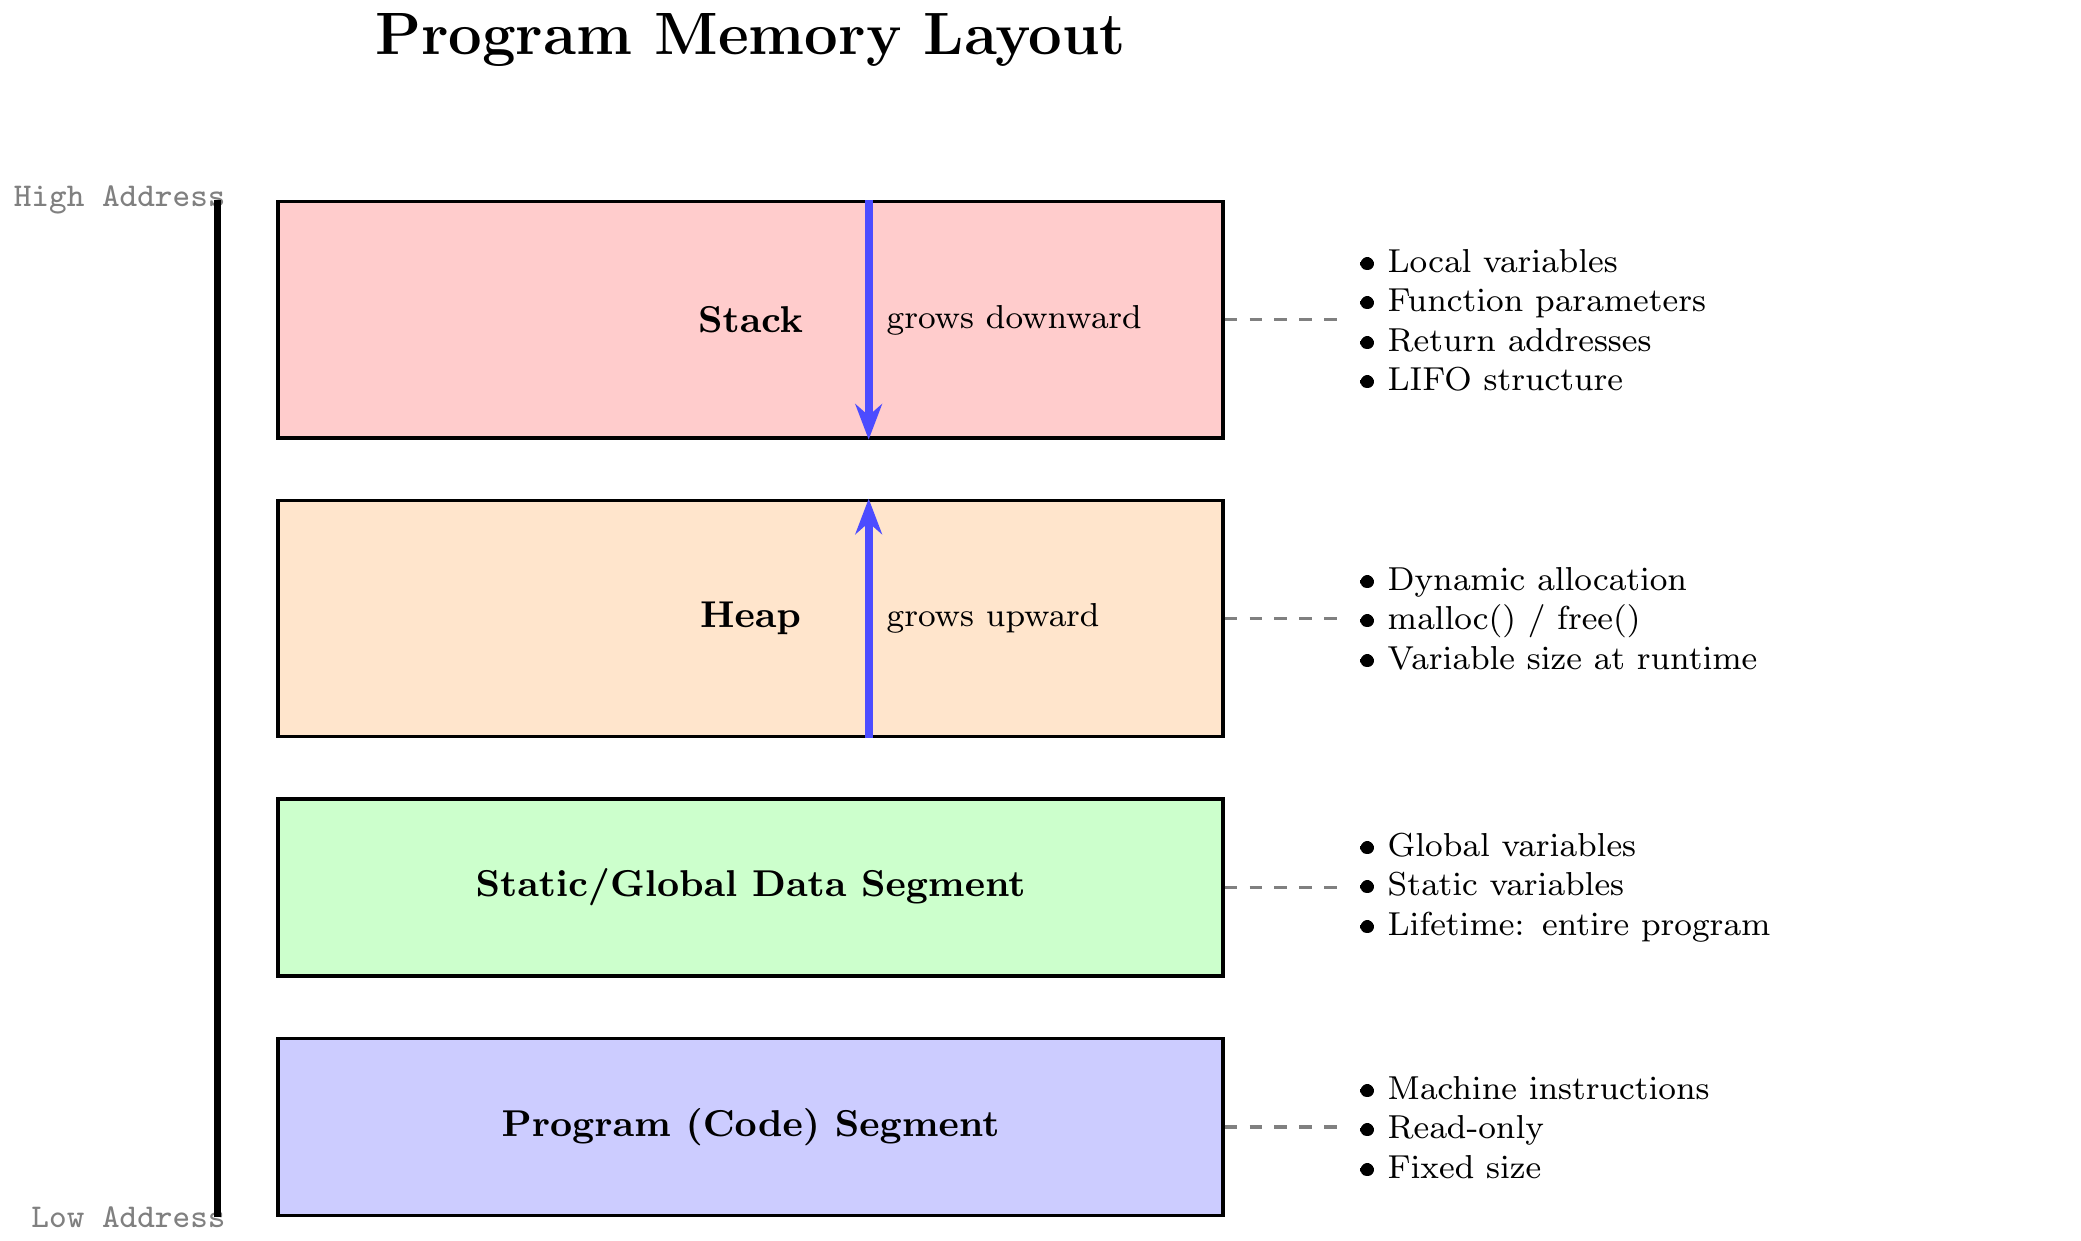 Program Memory Layout
High Address
Stack
grows downward
• Local variables
• Function parameters
• Return addresses
• LIFO structure
Heap
grows upward
• Dynamic allocation
• malloc() / free()
• Variable size at runtime
Static/Global Data Segment
• Global variables
• Static variables
• Lifetime: entire program
Program (Code) Segment
• Machine instructions
• Read-only
• Fixed size
Low Address